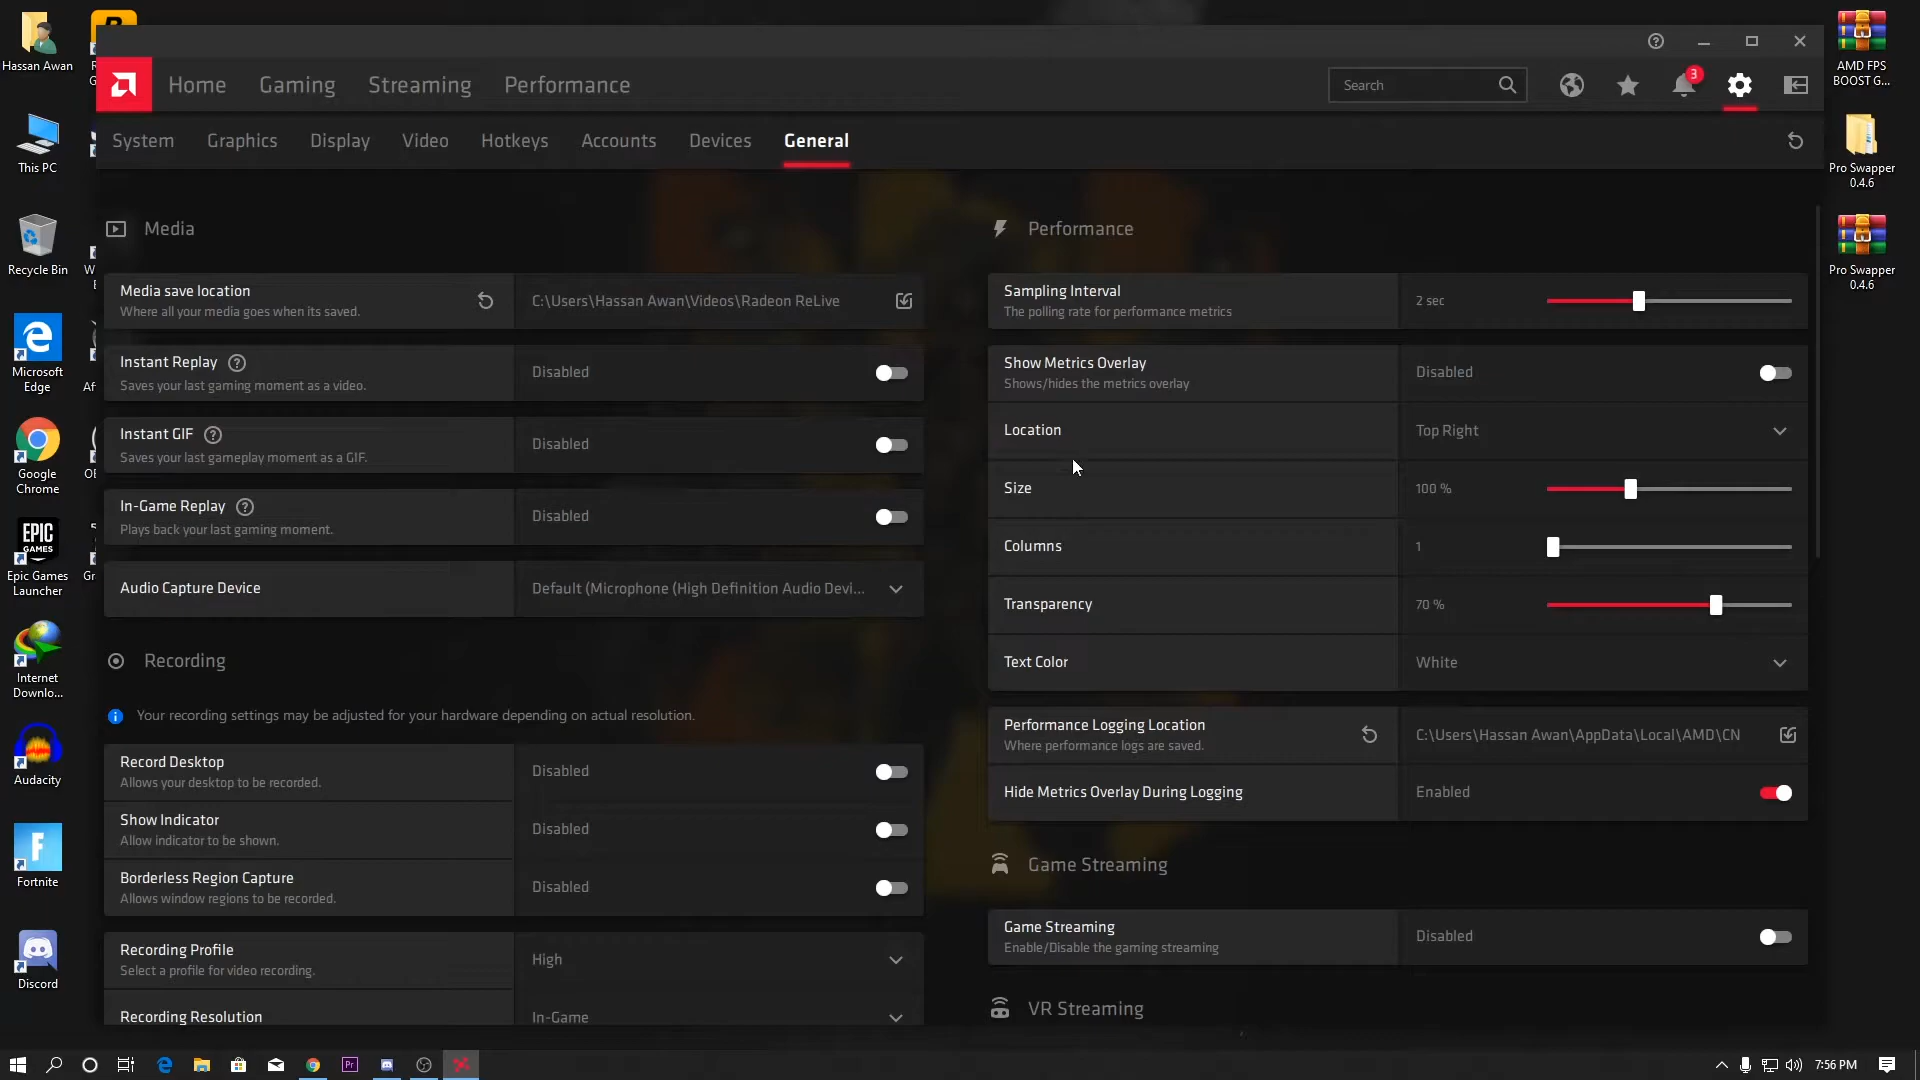 Hassan Awan
This PC
Recycle Bin
Microsoft
Edge
Google
Chrome
EPIC
GAMES
Epic Games
Launcher
Internet
Downlo...
Audacity
Fortnite
Discord
Home
Gaming
Streaming
Performance
Search
3
System
Graphics
Display
Video
Hotkeys
Accounts
Devices
General
Media
Media save location
Where all your media goes when its saved.
C:\Users\Hassan Awan\Videos\Radeon ReLive
Instant Replay
Saves your last gaming moment as a video.
Disabled
Instant GIF
Saves your last gameplay moment as a GIF.
Disabled
In-Game Replay
Plays back your last gaming moment.
Disabled
Audio Capture Device
Default (Microphone (High Definition Audio Devi...
Recording
Your recording settings may be adjusted for your hardware depending on actual resolution.
Record Desktop
Allows your desktop to be recorded.
Disabled
Show Indicator
Allow indicator to be shown.
Disabled
Borderless Region Capture
Allows window regions to be recorded.
Disabled
Recording Profile
Select a profile for video recording.
High
Recording Resolution
In-Game
Performance
Sampling Interval
The polling rate for performance metrics
2 sec
Show Metrics Overlay
Shows/hides the metrics overlay
Disabled
Location
Top Right
Size
100 %
Columns
1
Transparency
70 %
Text Color
White
Performance Logging Location
Where performance logs are saved.
C:\Users\Hassan Awan\AppData\Local\AMD\CN
Hide Metrics Overlay During Logging
Enabled
Game Streaming
Game Streaming
Enable/Disable the gaming streaming
Disabled
VR Streaming
AMD FPS
BOOST G...
Pro Swapper
0.4.6
Pro Swapper
0.4.6
Pr
7:56 PM